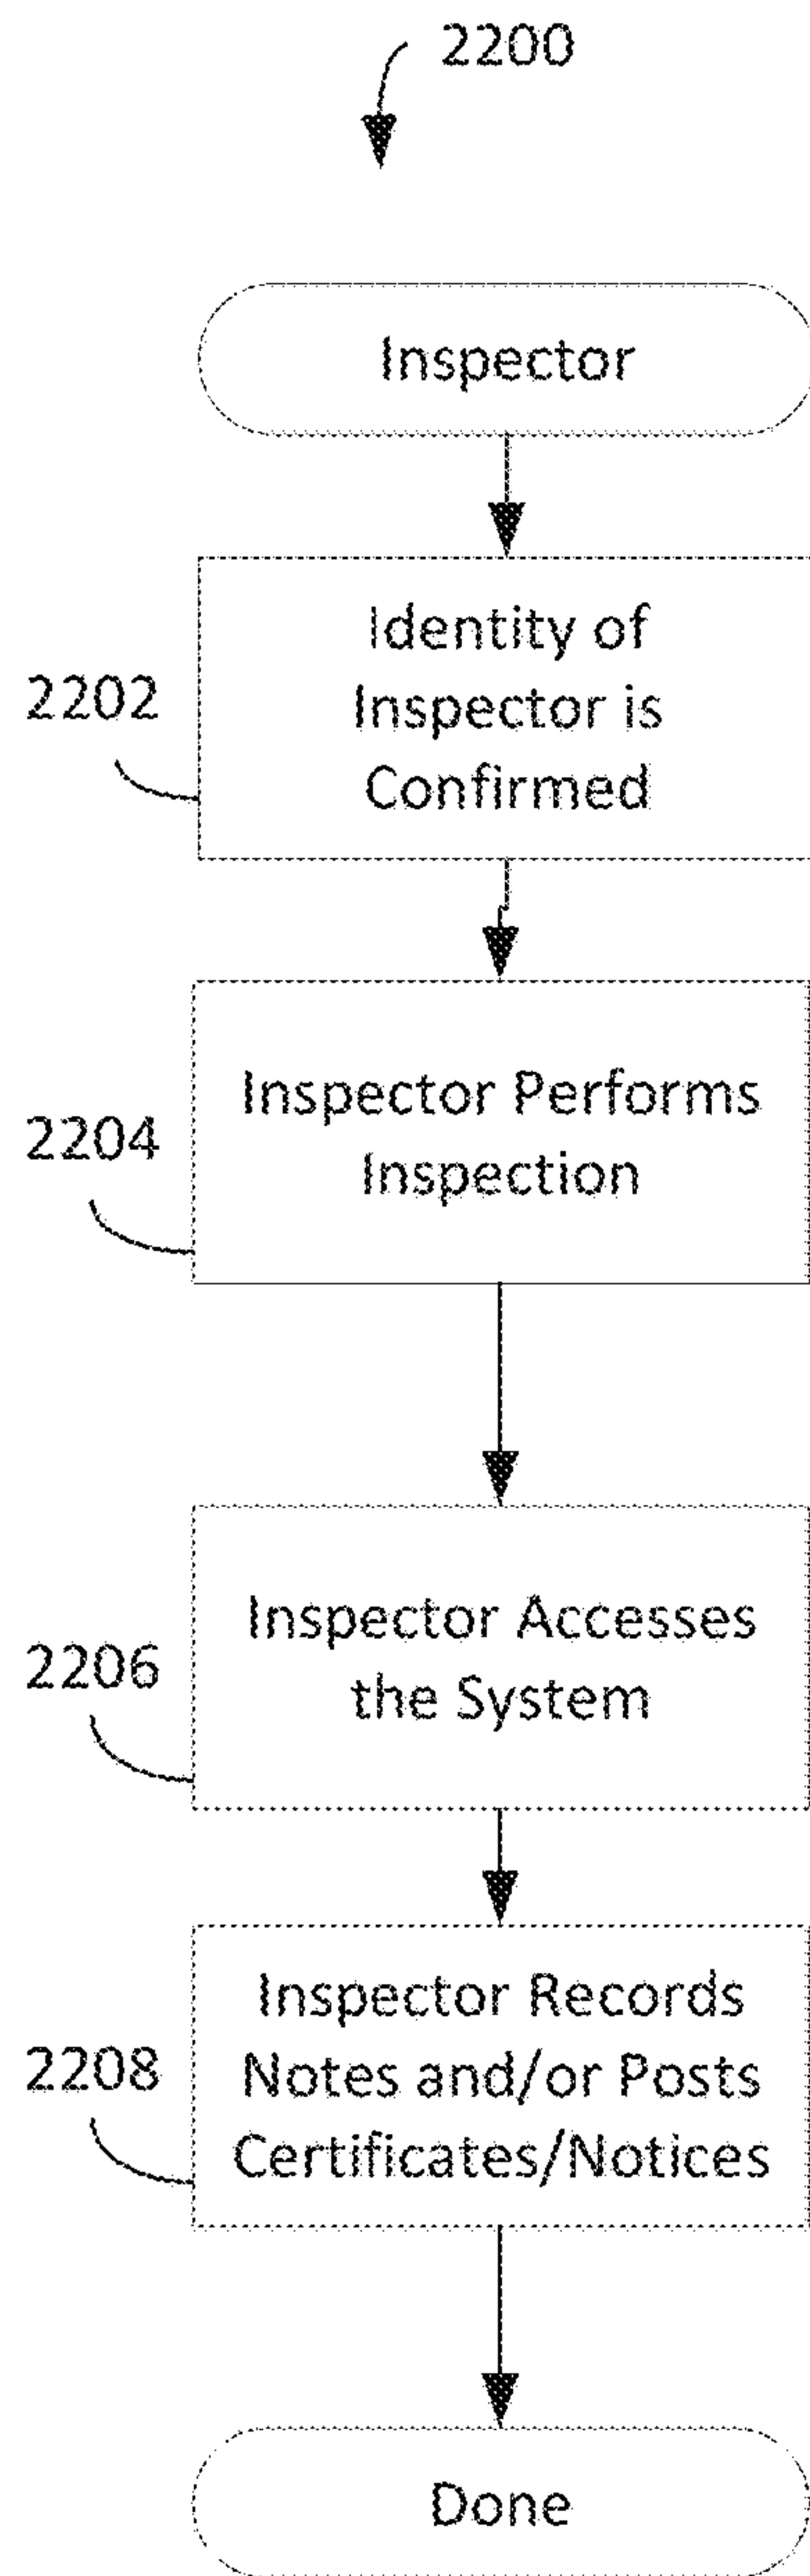 2200
Inspector
Identity of
Inspector is
Confirmed
2202
Inspector Performs
Inspection
2204
Inspector Accesses
the System
2206
Inspector Records
Notes and/or Posts
Certificates/Notices
2208
Done